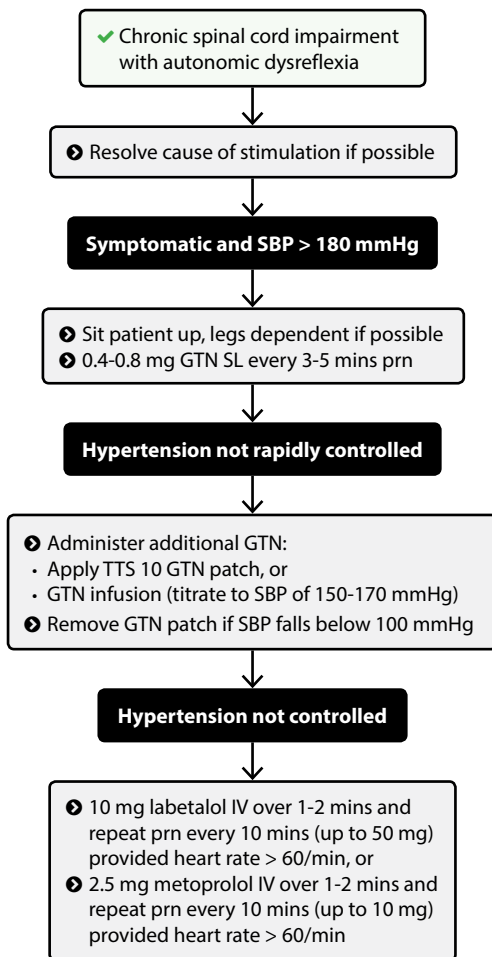 ✔ Chronic spinal cord impairment
with autonomic dysreflexia
Resolve cause of stimulation if possible
Symptomatic and SBP > 180 mmHg
Sit patient up, legs dependent if possible
0.4-0.8 mg GTN SL every 3-5 mins prn
Hypertension not rapidly controlled
Administer additional GTN:
· Apply TTS 10 GTN patch, or
· GTN infusion (titrate to SBP of 150-170 mmHg)
Remove GTN patch if SBP falls below 100 mmHg
Hypertension not controlled
10 mg labetalol IV over 1-2 mins and
repeat prn every 10 mins (up to 50 mg)
provided heart rate > 60/min, or
2.5 mg metoprolol IV over 1-2 mins and
repeat prn every 10 mins (up to 10 mg)
provided heart rate > 60/min